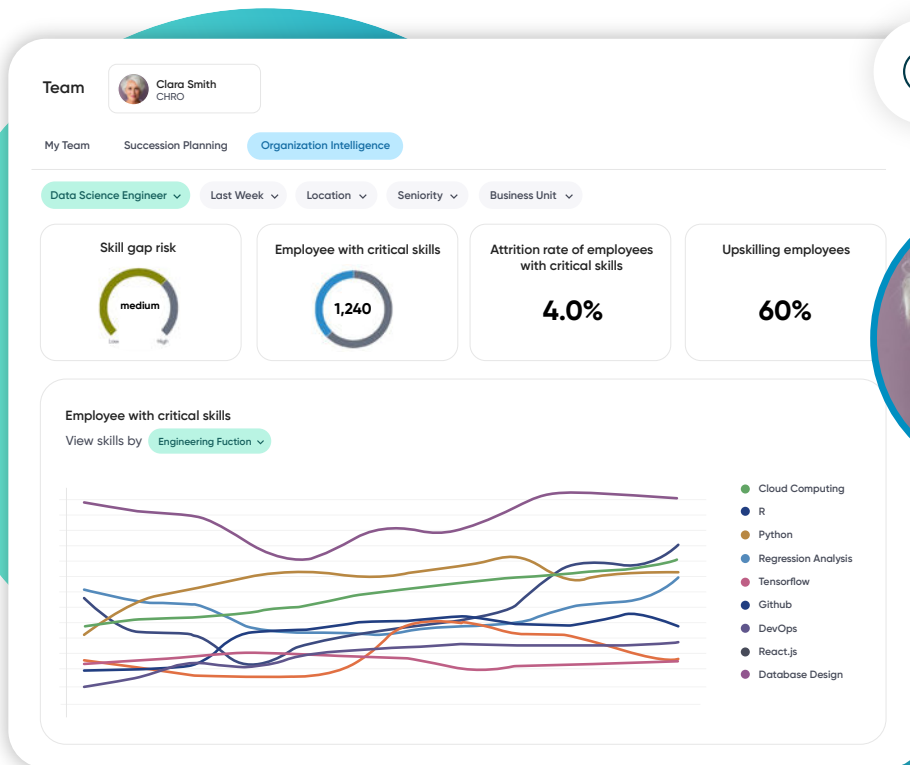 Team
Clara Smith
CHRO
My Team Succession Planning Organization Intelligence
Data Science Engineer Last Week Location Seniority Business Unit
Skill gap risk
medium
Low High
Employee with critical skills
1,240
Attrition rate of employees
with critical skills
4.0%
Upskilling employees
60%
Employee with critical skills
View skills by Engineering Fuction
Cloud Computing
R
Python
Regression Analysis
Tensorflow
Github
DevOps
React.js
Database Design